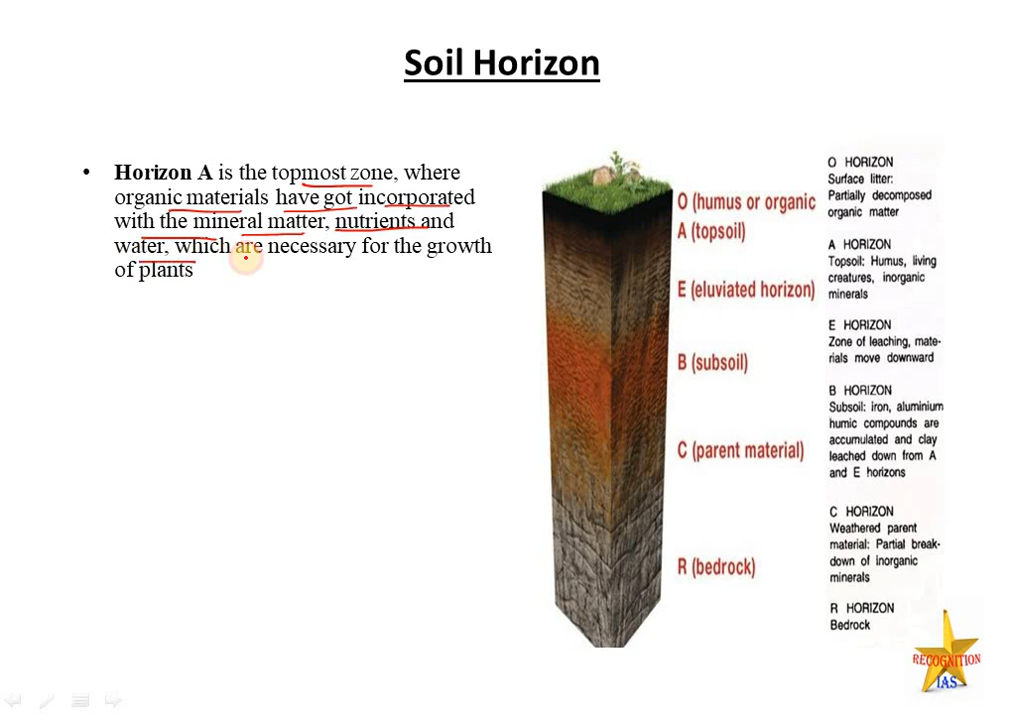 Soil Horizon
• Horizon A is the topmost zone, where
organic materials have got incorporated
with the mineral matter, nutrients and
water, which are necessary for the growth
of plants
O (humus or organic
A (topsoil)
E (eluviated horizon)
B (subsoil)
C (parent material)
R (bedrock)
O HORIZON
Surface litter:
Partially decomposed
organic matter
A HORIZON
Topsoil: Humus, living
creatures, inorganic
minerals
E HORIZON
Zone of leaching, mate-
rials move downward
B HORIZON
Subsoil: iron, aluminium
humic compounds are
accumulated and clay
leached down from A
and E horizons
C HORIZON
Weathered parent
material: Partial break-
down of inorganic
minerals
R HORIZON
Bedrock
RECOGNITION
IAS